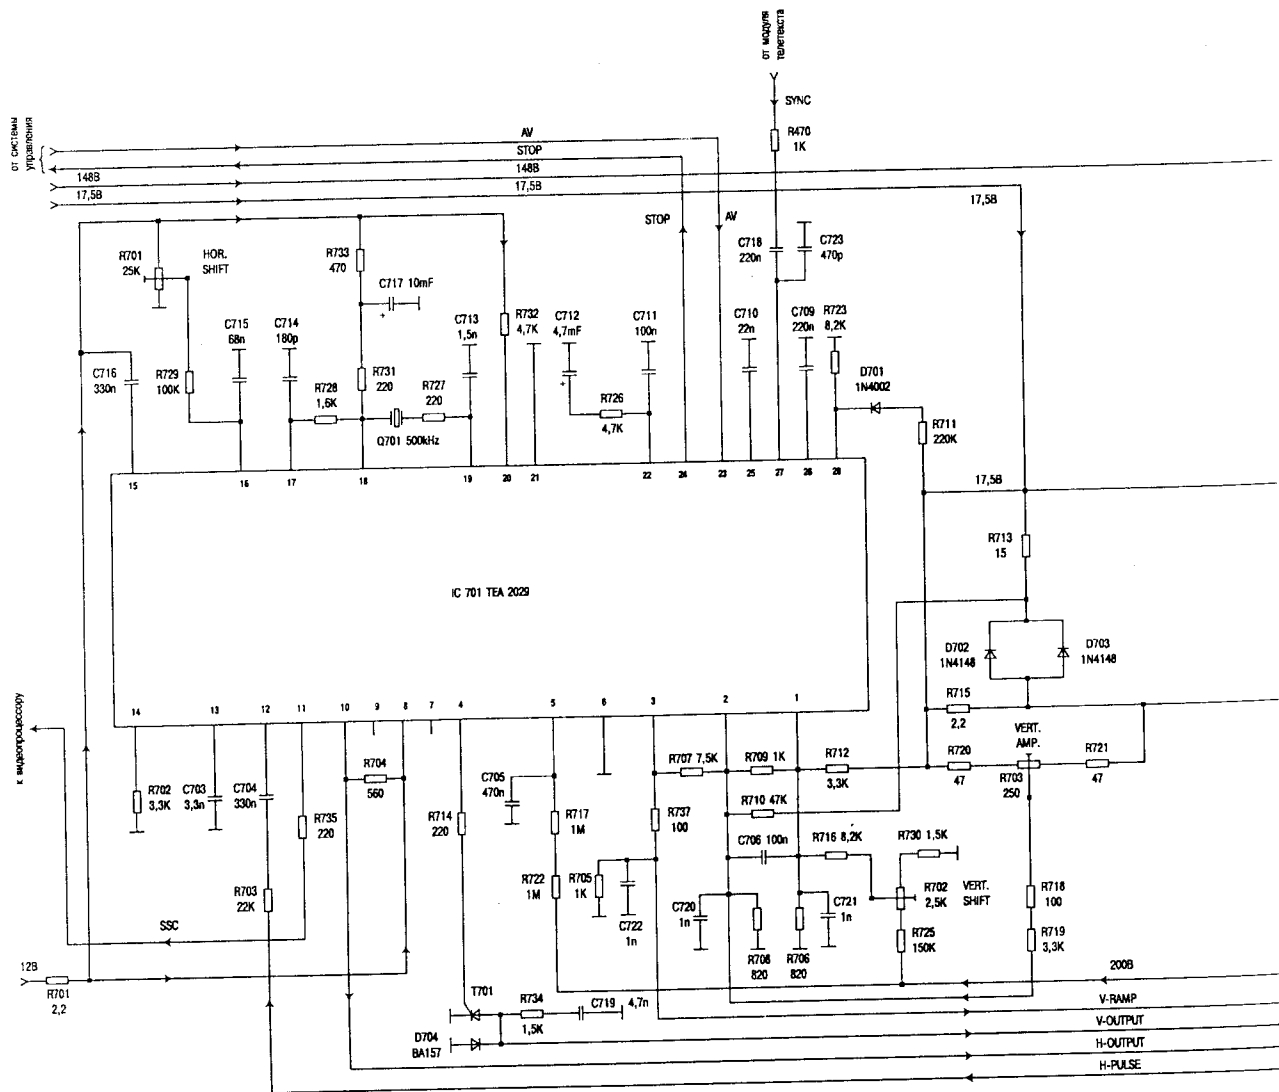 от модуля
телетекста
SYNC
R470
1K
от системы
управления
AV
STOP
148В
148В
17,5В
17,5В
17,5В
STOP
AV
R701
25K
HOR.
SHIFT
R733
470
C718
220n
C723
470p
C717 10mF
+
C715
68n
C714
180p
C713
1,5n
R732
4,7K
C712
4,7mF
+
C711
100n
C710
22n
C709
220n
R723
8,2K
C716
330n
R729
100K
R728
1,6K
R731
220
R727
220
R726
4,7K
D701
1N4002
R711
220K
Q701 500kHz
15
16
17
18
19
20
21
22
24
23
25
27
26
28
17,5В
R713
15
IC 701 TEA 2029
D702
1N4148
D703
1N4148
к видеопроцессору
14
13
12
11
10
9
8
7
4
5
6
3
2
1
R715
2,2
VERT.
AMP.
R702
3,3K
C703
3,3n
C704
330n
R735
220
R704
560
R714
220
C705
470n
R717
1M
R707 7,5K
R709 1K
R712
3,3K
R720
47
R703
250
R721
47
R737
100
R710 47K
C706 100n
R716 8,2K
R730 1,5K
R703
22K
R722
1M
R705
1K
C722
1n
C720
1n
R708
820
R706
820
C721
1n
R702
2,5K
VERT.
SHIFT
R718
100
R725
150K
R719
3,3K
SSC
12В
R701
2,2
200В
T701
R734
1,5K
C719
4,7n
V-RAMP
V-OUTPUT
D704
BA157
H-OUTPUT
H-PULSE